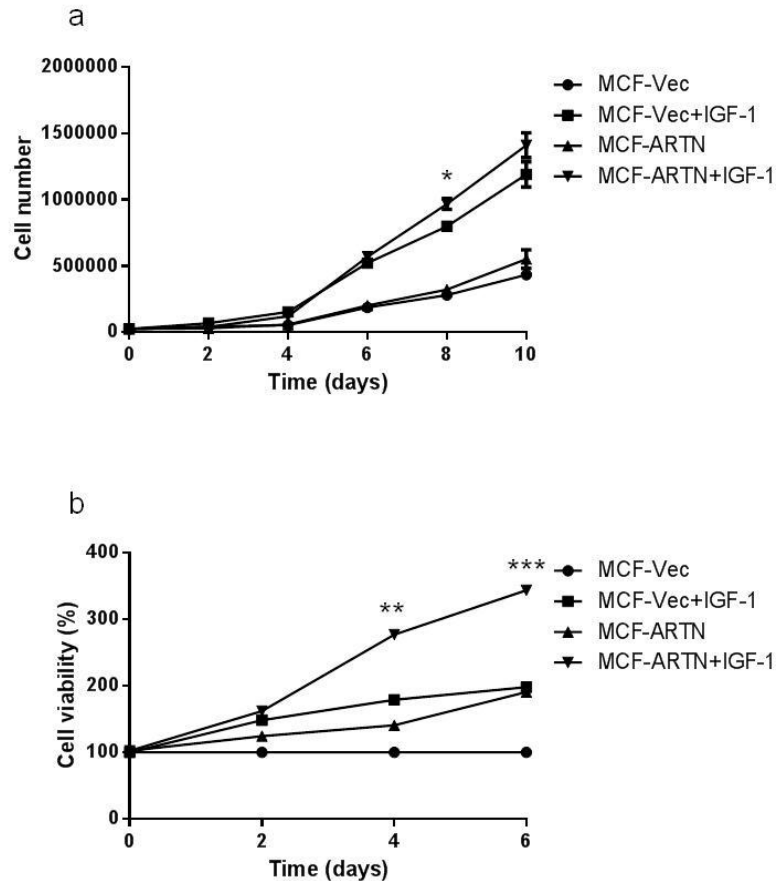 a
2000000
1500000
1000000
500000
0
Cell number
*
0 2 4 6 8 10
Time (days)
MCF-Vec
MCF-Vec+IGF-1
MCF-ARTN
MCF-ARTN+IGF-1
b
400
300
200
100
0
Cell viability (%)
**
***
0 2 4 6
Time (days)
MCF-Vec
MCF-Vec+IGF-1
MCF-ARTN
MCF-ARTN+IGF-1